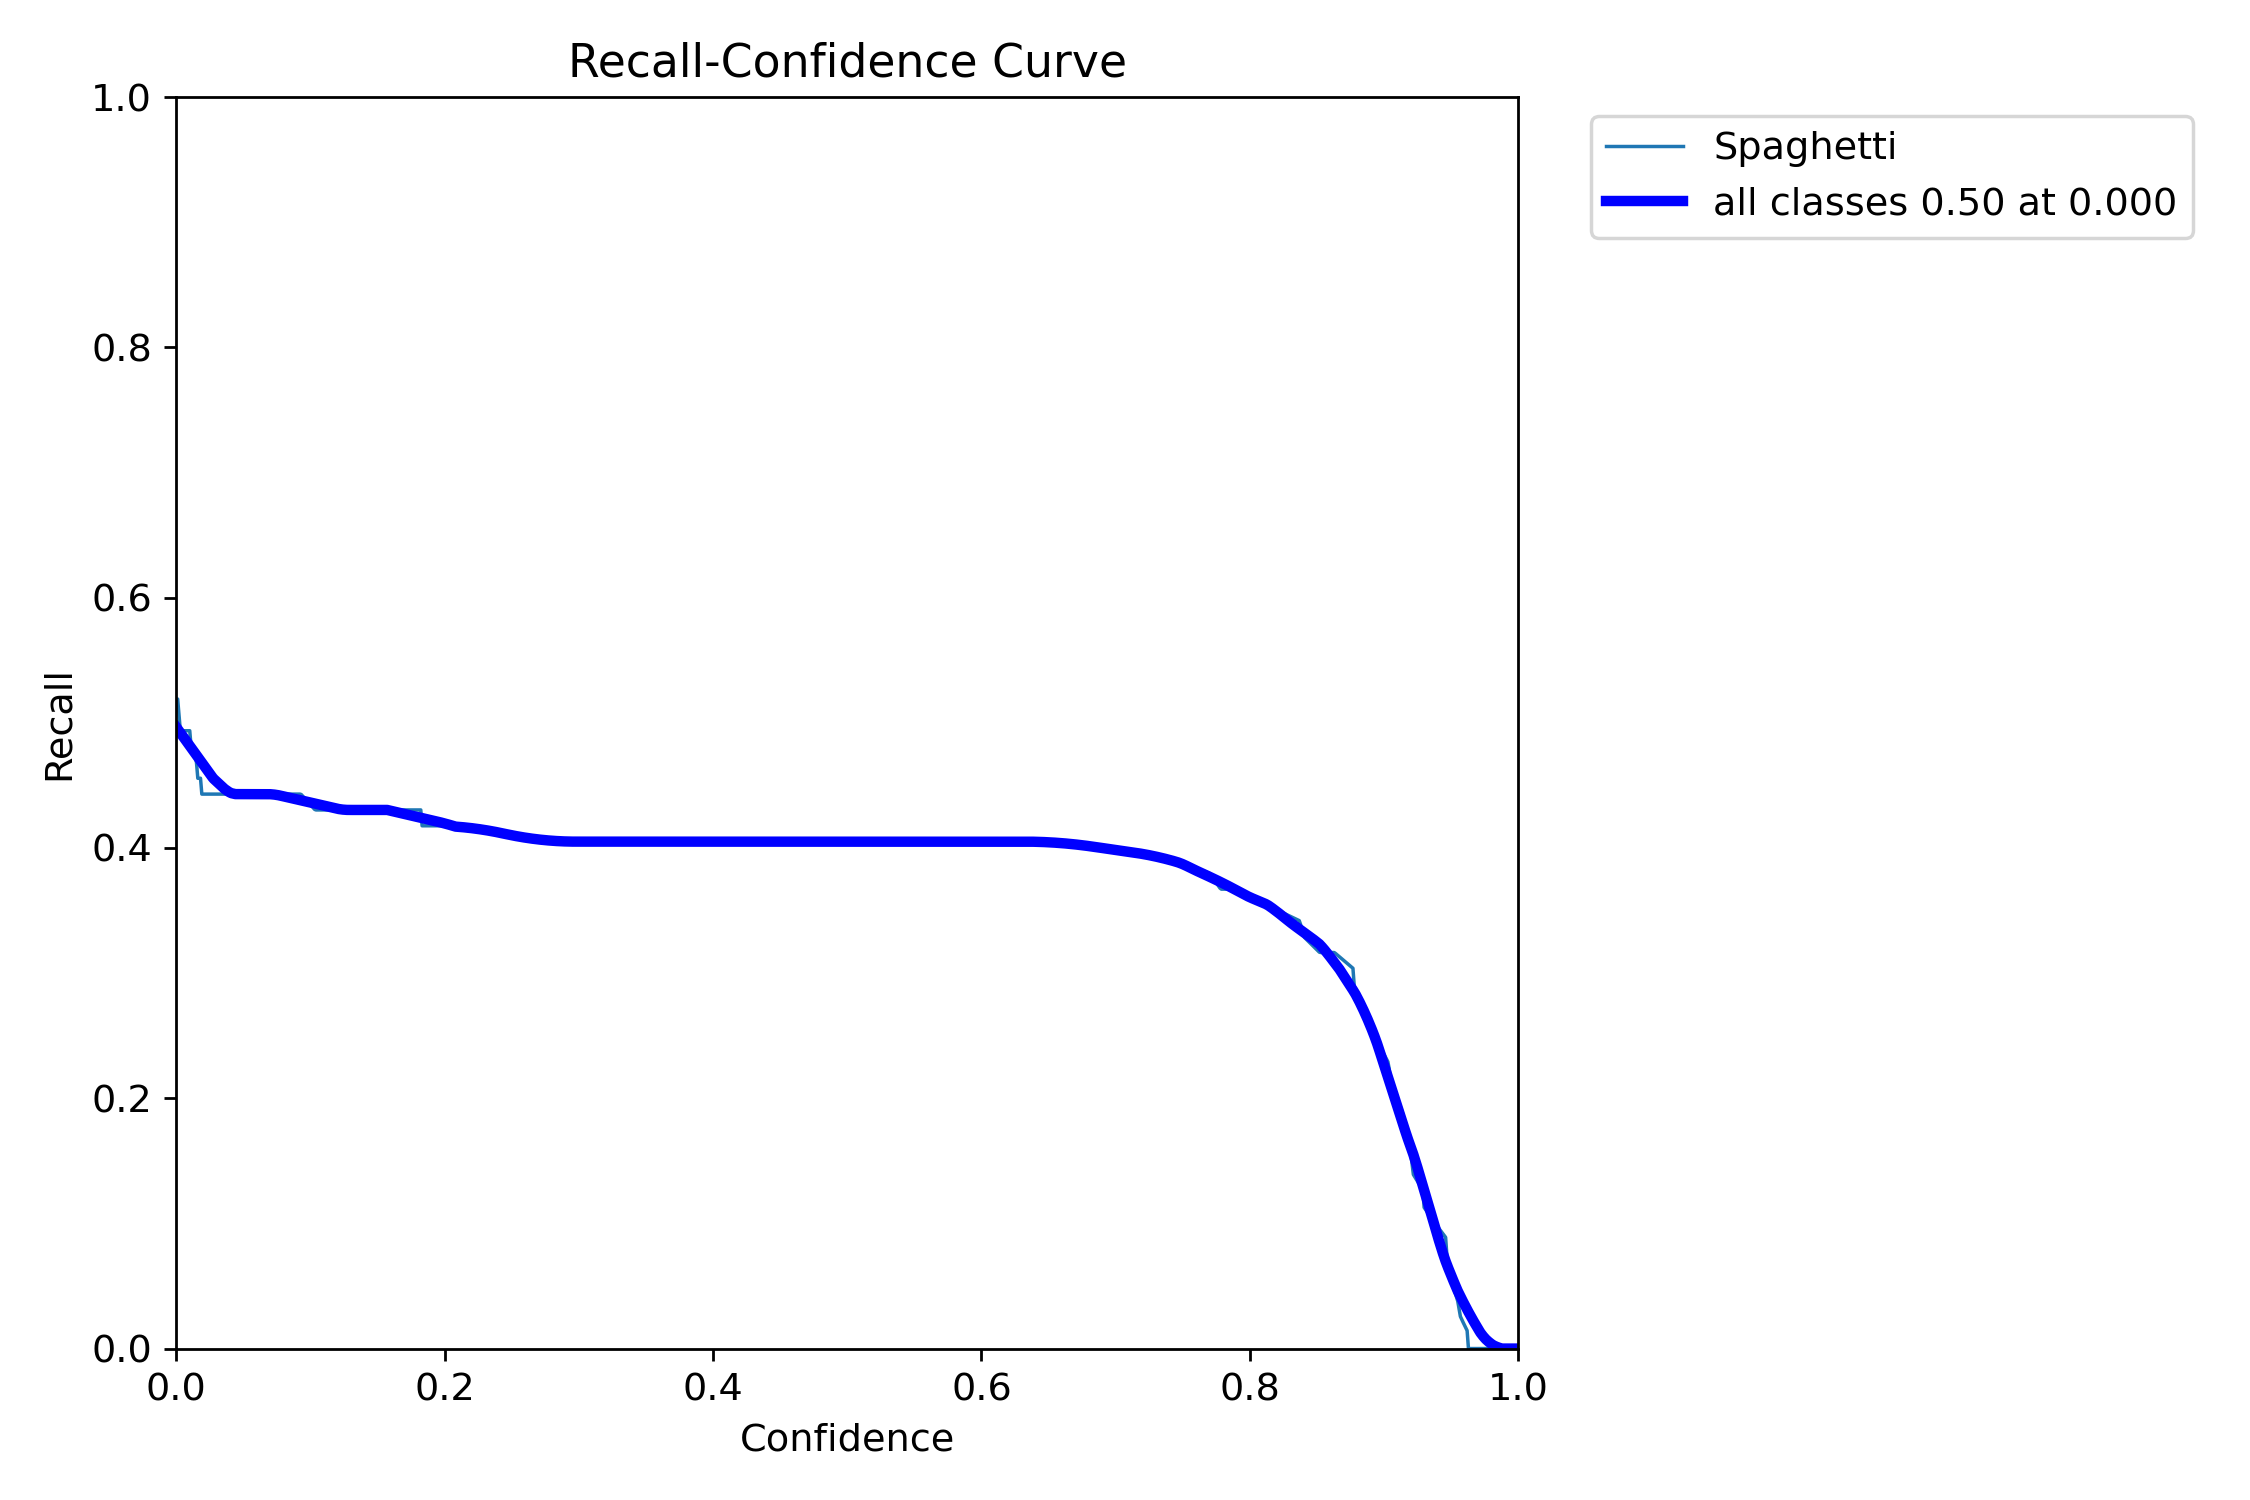 Recall-Confidence Curve
1.0
0.8
0.6
0.4
0.2
0.0
Recall
0.0 0.2 0.4 0.6 0.8 1.0
Confidence
Spaghetti
all classes 0.50 at 0.000